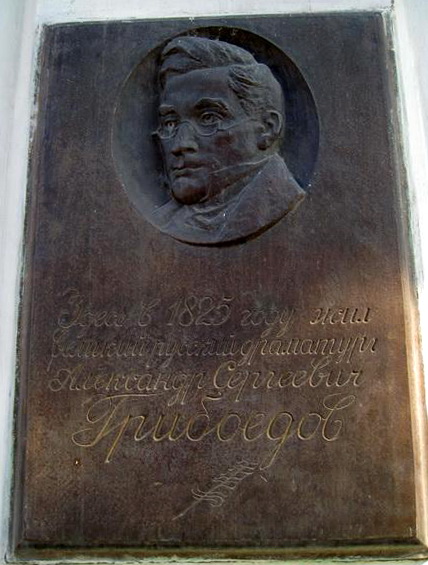 Здесь в 1825 году жил
великий русский драматург
Александр Сергеевич
Грибоедов